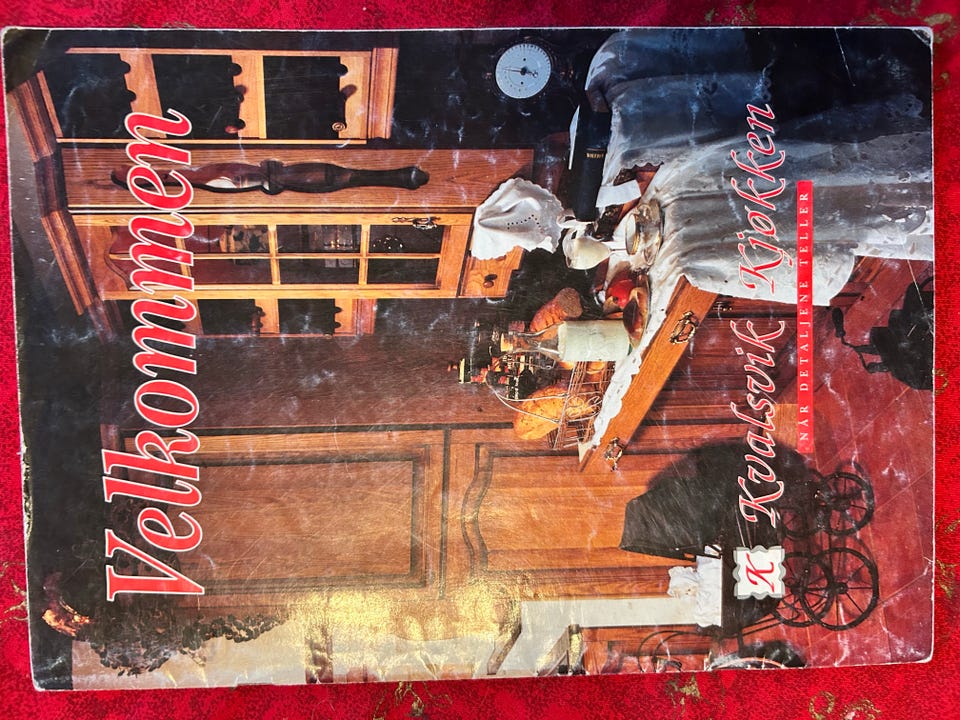 Velkommen
K
Kvalsvik Kjøkken
NÅR DETALJENE TELLER